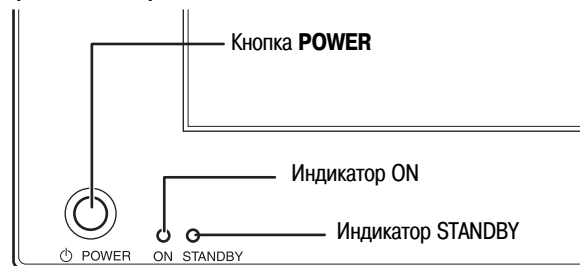 Кнопка POWER
Индикатор ON
Индикатор STANDBY
⏻ POWER ON STANDBY